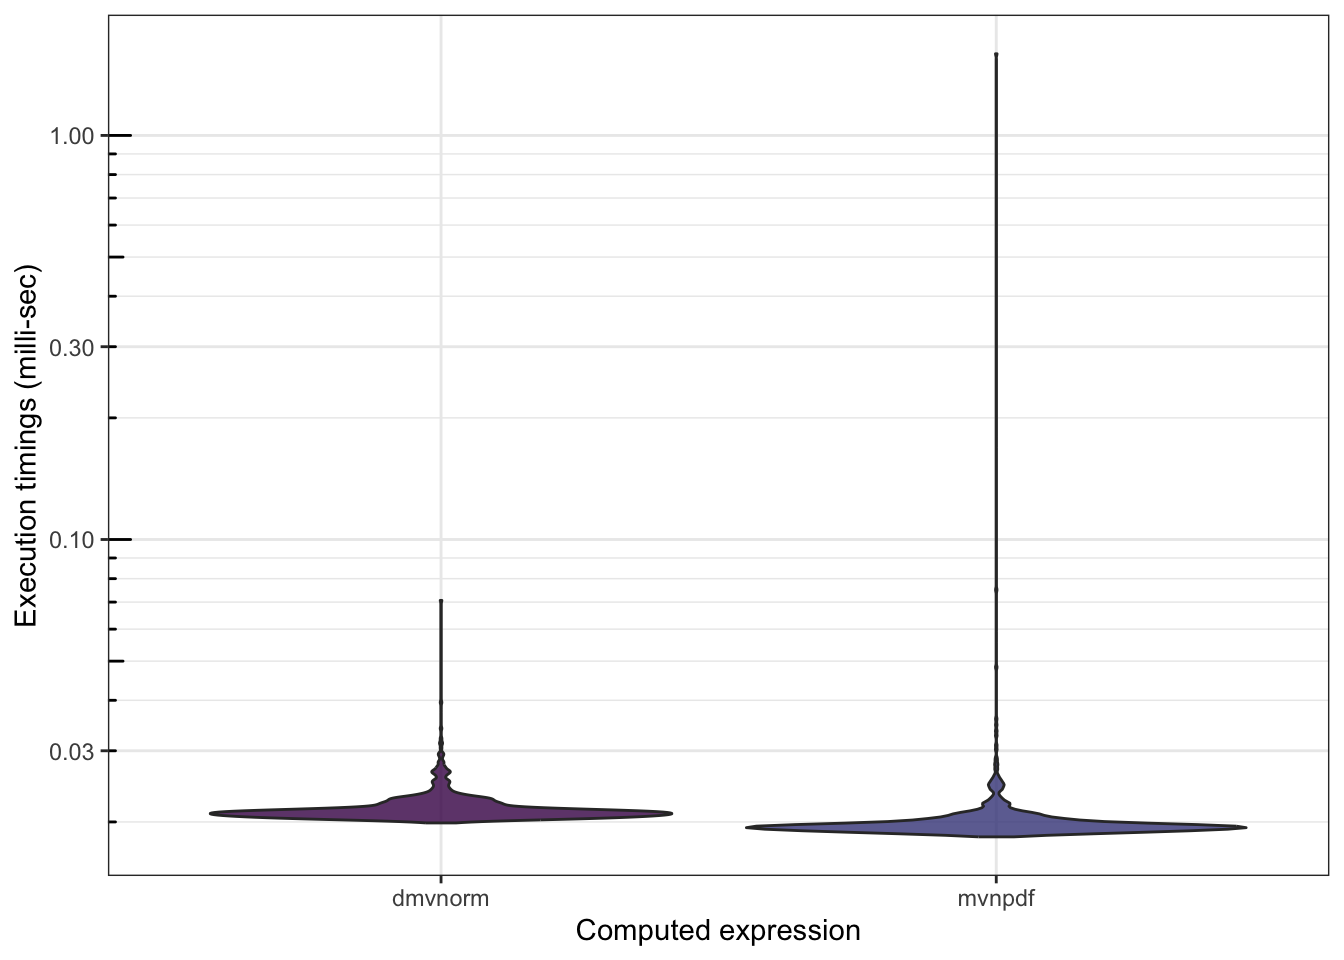 Execution timings (milli-sec)
1.00
0.30
0.10
0.03
dmvnorm
mvnpdf
Computed expression